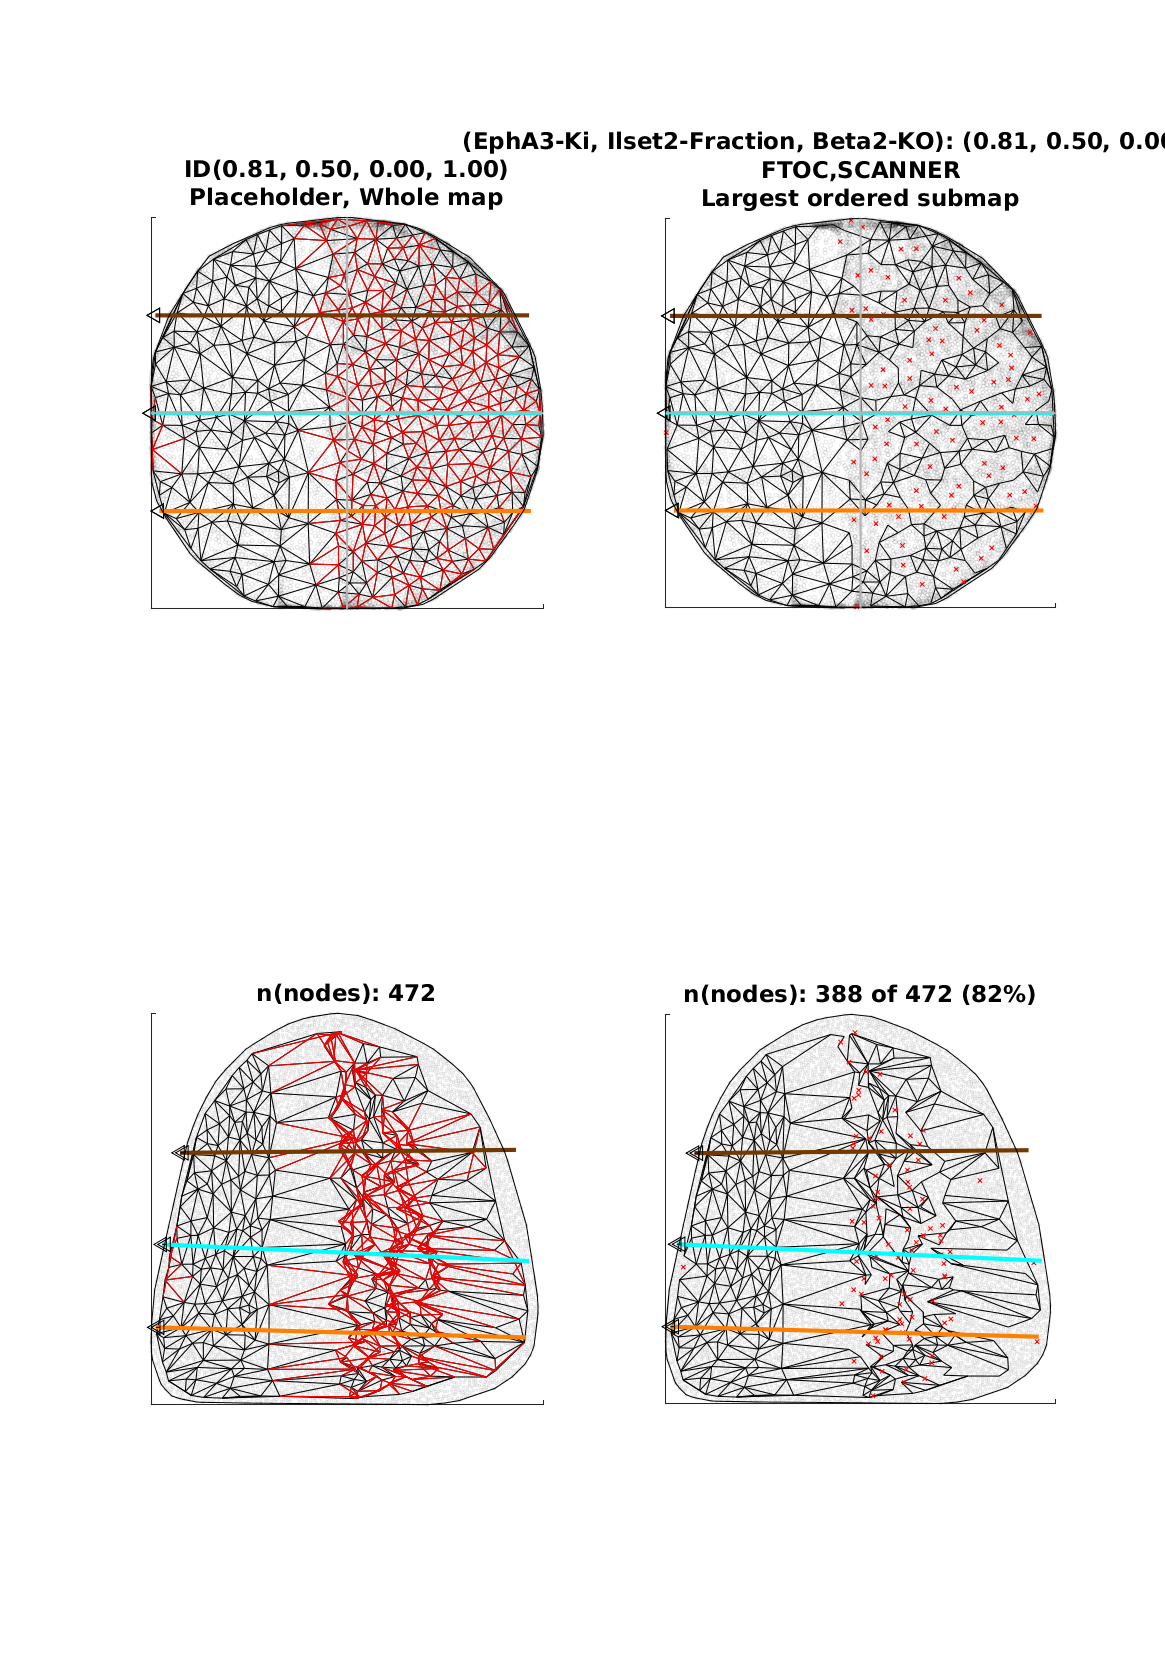 (EphA3-Ki, Ilset2-Fraction, Beta2-KO): (0.81, 0.50, 0.00
ID(0.81, 0.50, 0.00, 1.00)
Placeholder, Whole map
FTOC,SCANNER
Largest ordered submap
n(nodes): 472
n(nodes): 388 of 472 (82%)